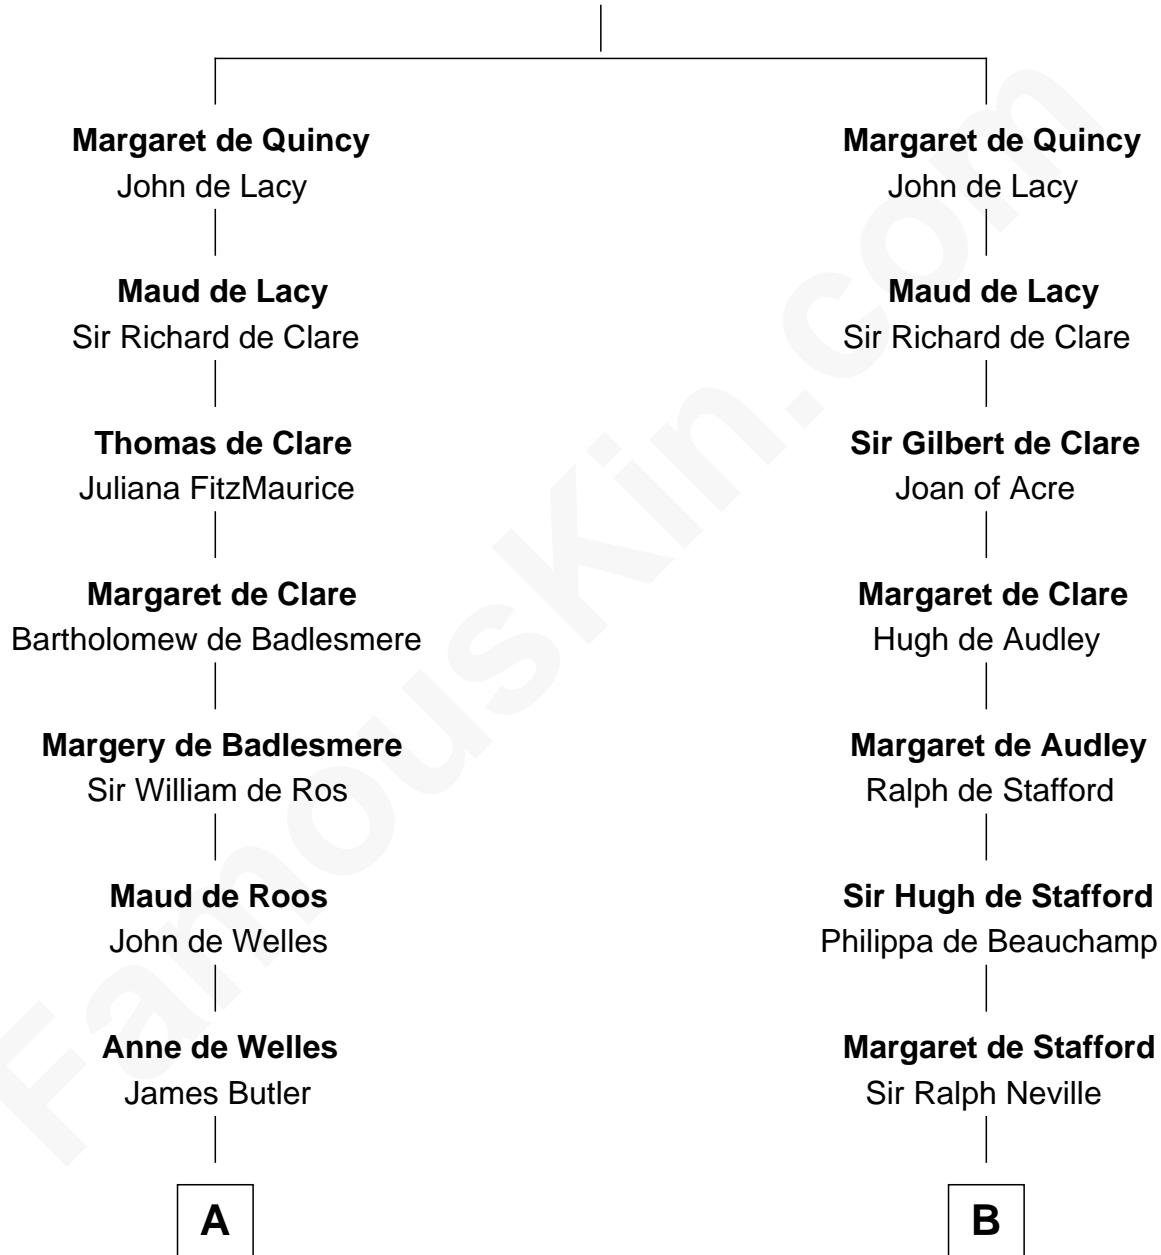 Margaret de Quincy
John de Lacy
Maud de Lacy
Sir Richard de Clare
Thomas de Clare
Juliana FitzMaurice
Margaret de Clare
Bartholomew de Badlesmere
Margery de Badlesmere
Sir William de Ros
Maud de Roos
John de Welles
Anne de Welles
James Butler
A
Margaret de Quincy
John de Lacy
Maud de Lacy
Sir Richard de Clare
Sir Gilbert de Clare
Joan of Acre
Margaret de Clare
Hugh de Audley
Margaret de Audley
Ralph de Stafford
Sir Hugh de Stafford
Philippa de Beauchamp
Margaret de Stafford
Sir Ralph Neville
B
FamousKin.com